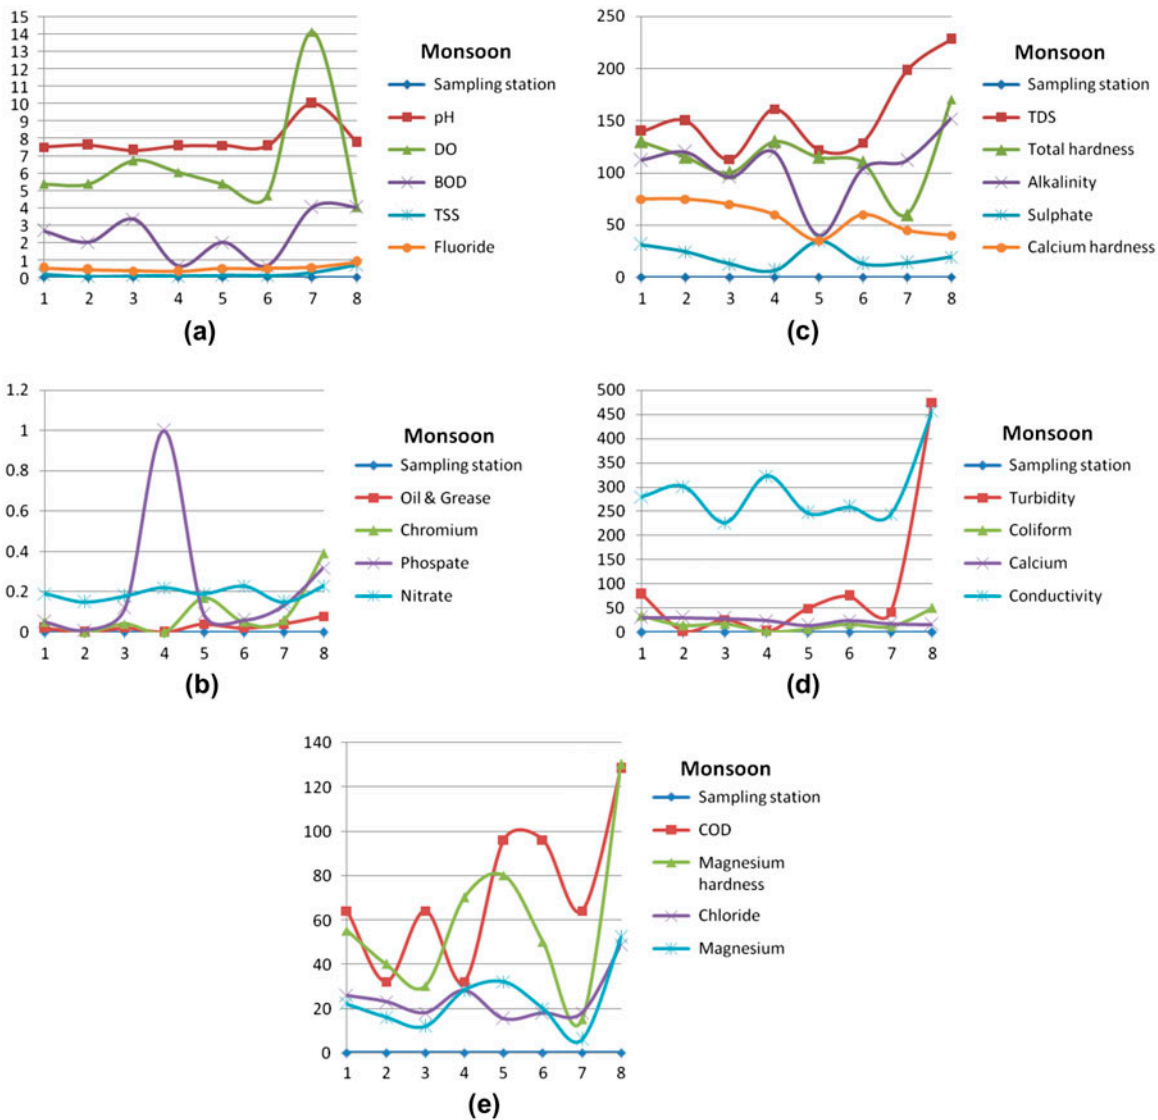 15
14
13
12
11
10
9
8
7
6
5
4
3
2
1
0
1 2 3 4 5 6 7 8
Monsoon
Sampling station
pH
DO
BOD
TSS
Fluoride
(a)
250
200
150
100
50
0
1 2 3 4 5 6 7 8
Monsoon
Sampling station
TDS
Total hardness
Alkalinity
Sulphate
Calcium hardness
(c)
1.2
1
0.8
0.6
0.4
0.2
0
1 2 3 4 5 6 7 8
Monsoon
Sampling station
Oil & Grease
Chromium
Phospate
Nitrate
(b)
500
450
400
350
300
250
200
150
100
50
0
1 2 3 4 5 6 7 8
Monsoon
Sampling station
Turbidity
Coliform
Calcium
Conductivity
(d)
140
120
100
80
60
40
20
0
1 2 3 4 5 6 7 8
Monsoon
Sampling station
COD
Magnesium
hardness
Chloride
Magnesium
(e)